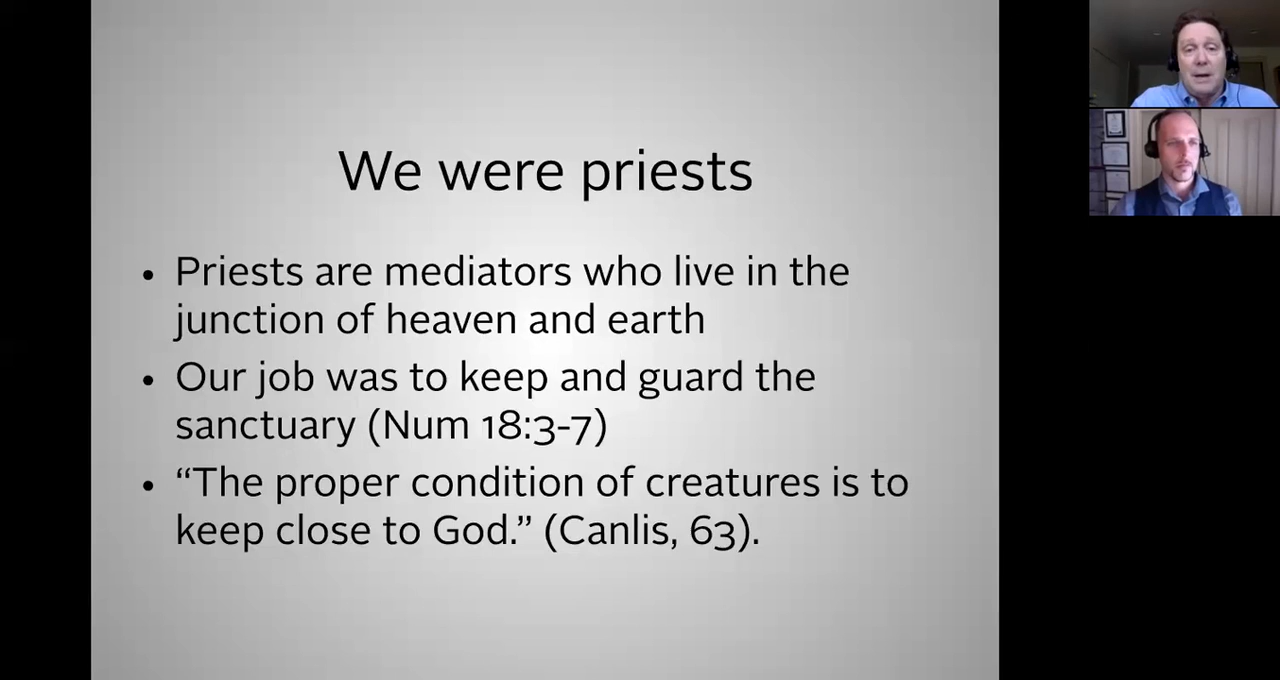 We were priests
• Priests are mediators who live in the
junction of heaven and earth
• Our job was to keep and guard the
sanctuary (Num 18:3-7)
• “The proper condition of creatures is to
keep close to God.” (Canlis, 63).